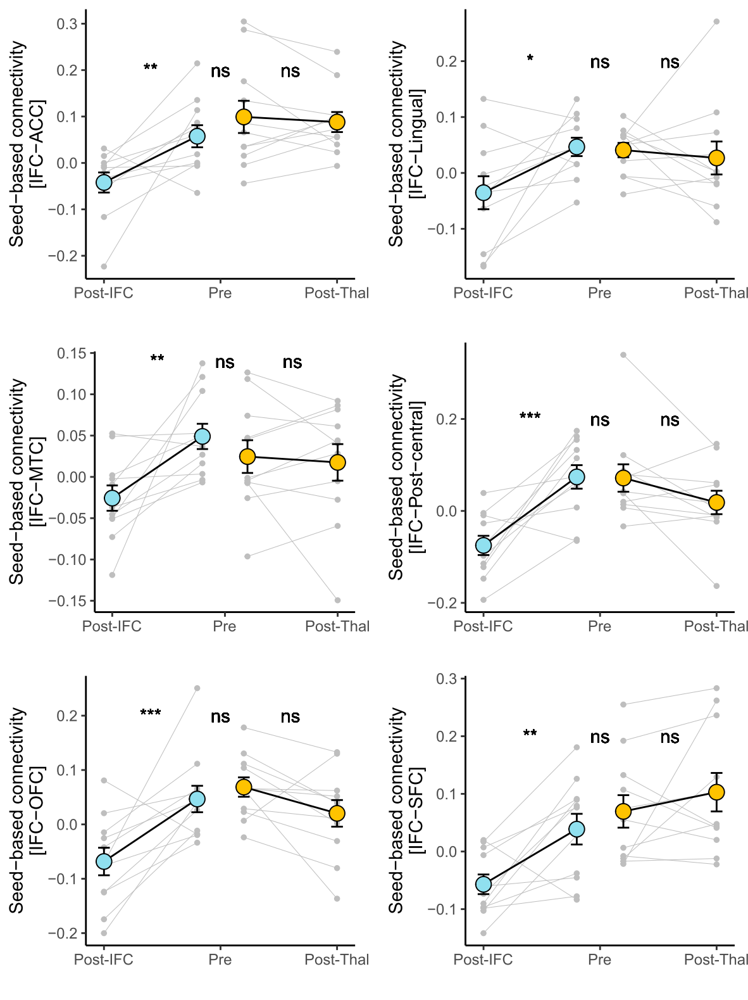 Seed−based connectivity
[IFC−ACC]
0.3
0.2
0.1
0.0
−0.1
−0.2
**
ns
ns
Post-IFC
Pre
Post-Thal
Seed−based connectivity
[IFC−Lingual]
0.2
0.1
0.0
−0.1
*
ns
ns
Post-IFC
Pre
Post-Thal
Seed−based connectivity
[IFC−MTC]
0.15
0.10
0.05
0.00
−0.05
−0.10
−0.15
**
ns
ns
Post-IFC
Pre
Post-Thal
Seed−based connectivity
[IFC−Post−central]
0.2
0.0
−0.2
***
ns
ns
Post-IFC
Pre
Post-Thal
Seed−based connectivity
[IFC−OFC]
0.2
0.1
0.0
−0.1
−0.2
***
ns
ns
Post-IFC
Pre
Post-Thal
Seed−based connectivity
[IFC−SFC]
0.3
0.2
0.1
0.0
−0.1
**
ns
ns
Post-IFC
Pre
Post-Thal